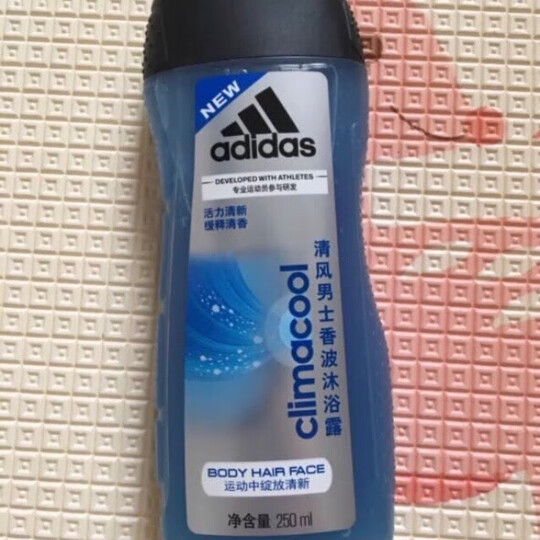 NEW
adidas
DEVELOPED WITH ATHLETES
专业运动员参与研发
活力清新
缓释清香
climacool
清风男士香波沐浴露
BODY HAIR FACE
运动中绽放清新
净含量 250 ml